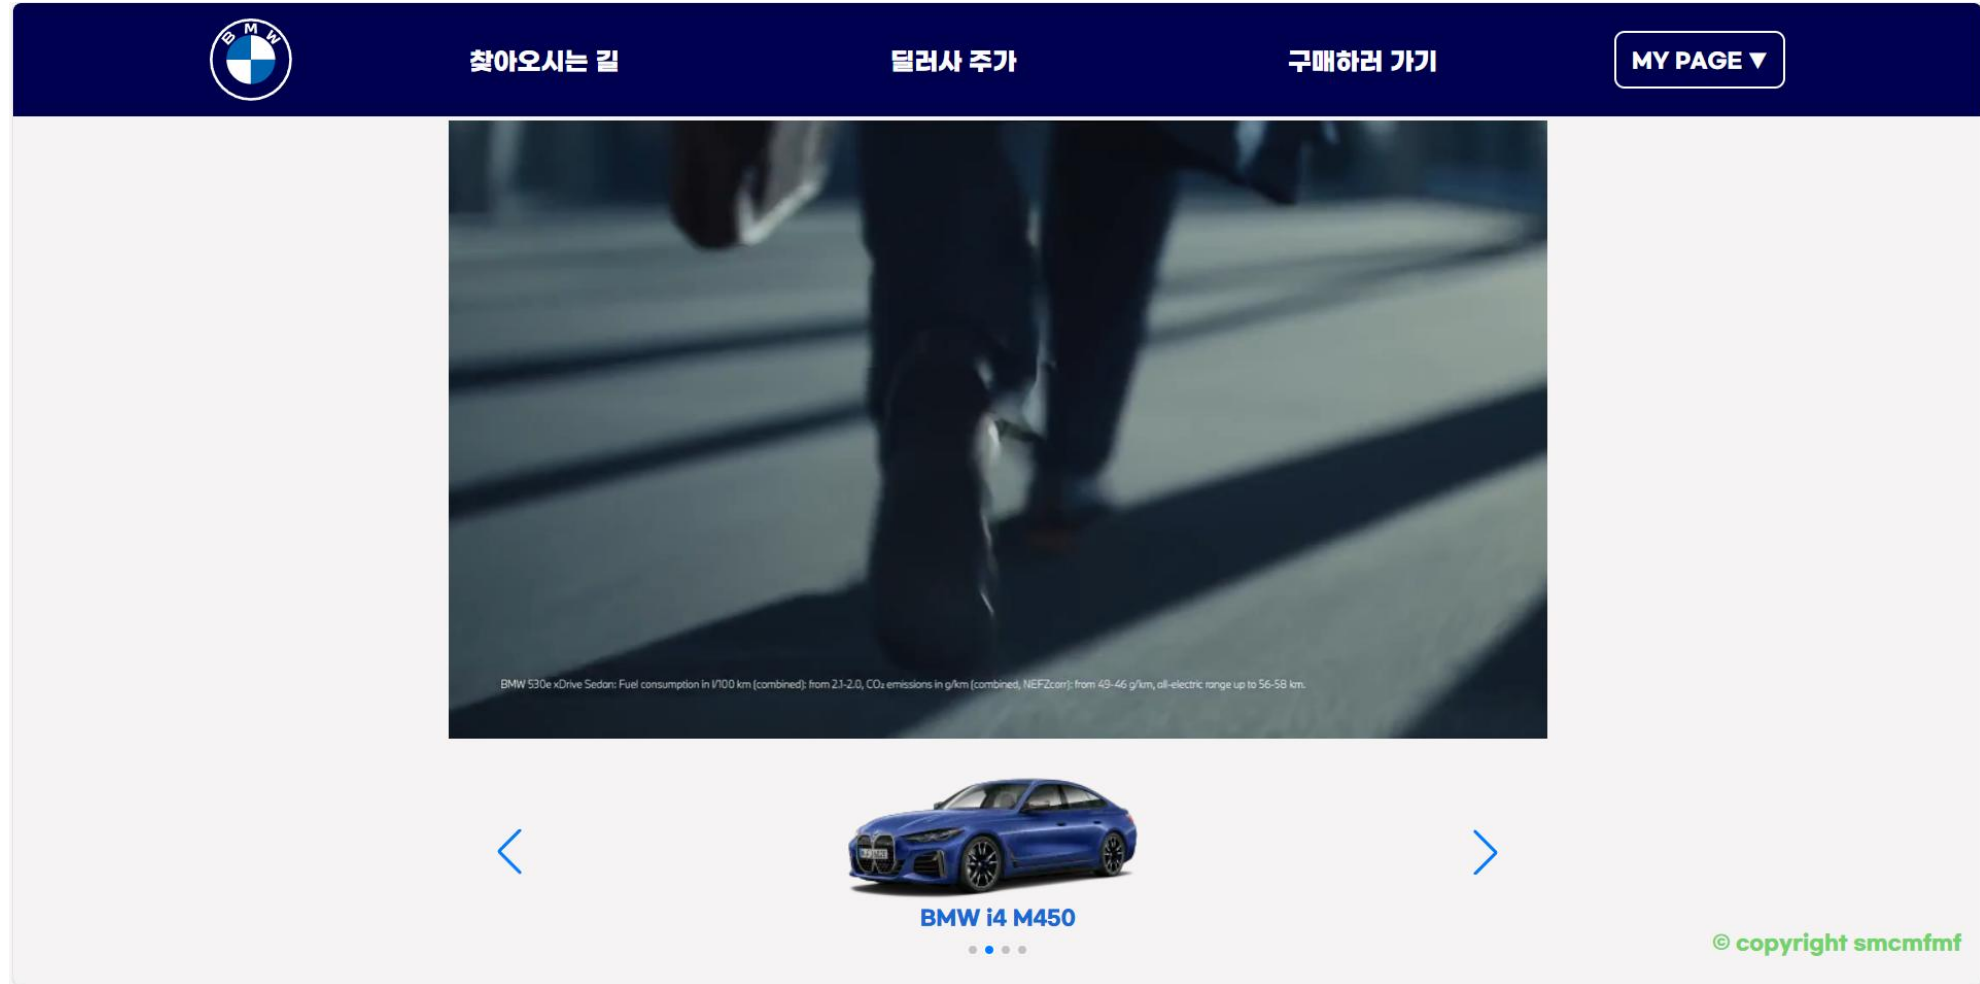 BMW
찾아오시는 길
딜러사 주가
구매하러 가기
MY PAGE ▼
BMW 530e xDrive Sedan: Fuel consumption in l/100 km (combined): from 2.1-2.0, CO₂ emissions in g/km (combined, NEFZcorr): from 49-46 g/km, all-electric range up to 56-58 km.
BMW i4 M450
© copyright smcmfmf